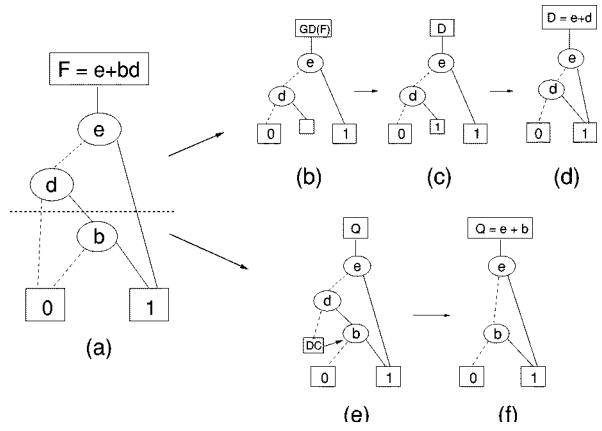 F = e+bd
e
d
b
0
1
(a)
GD(F)
e
d
0
1
(b)
D
e
d
0
1
1
(c)
D = e+d
e
d
0
1
(d)
Q
e
d
DC
b
0
1
(e)
Q = e + b
e
b
0
1
(f)